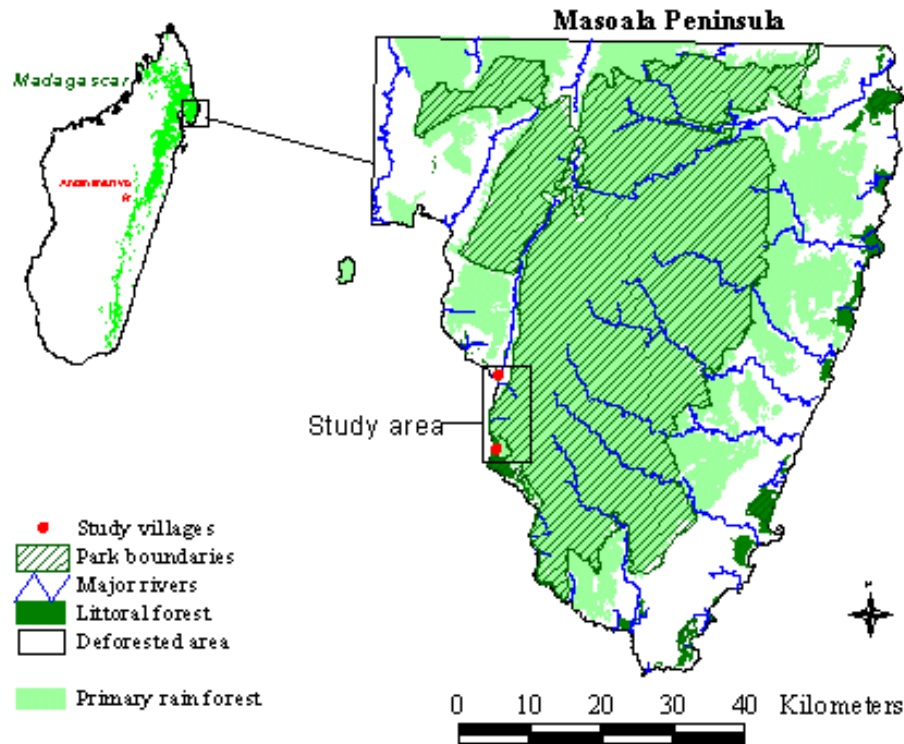 Masoala Peninsula
Madagascar
Study area
Study villages
Park boundaries
Major rivers
Littoral forest
Deforested area
Primary rain forest
0 10 20 30 40 Kilometers